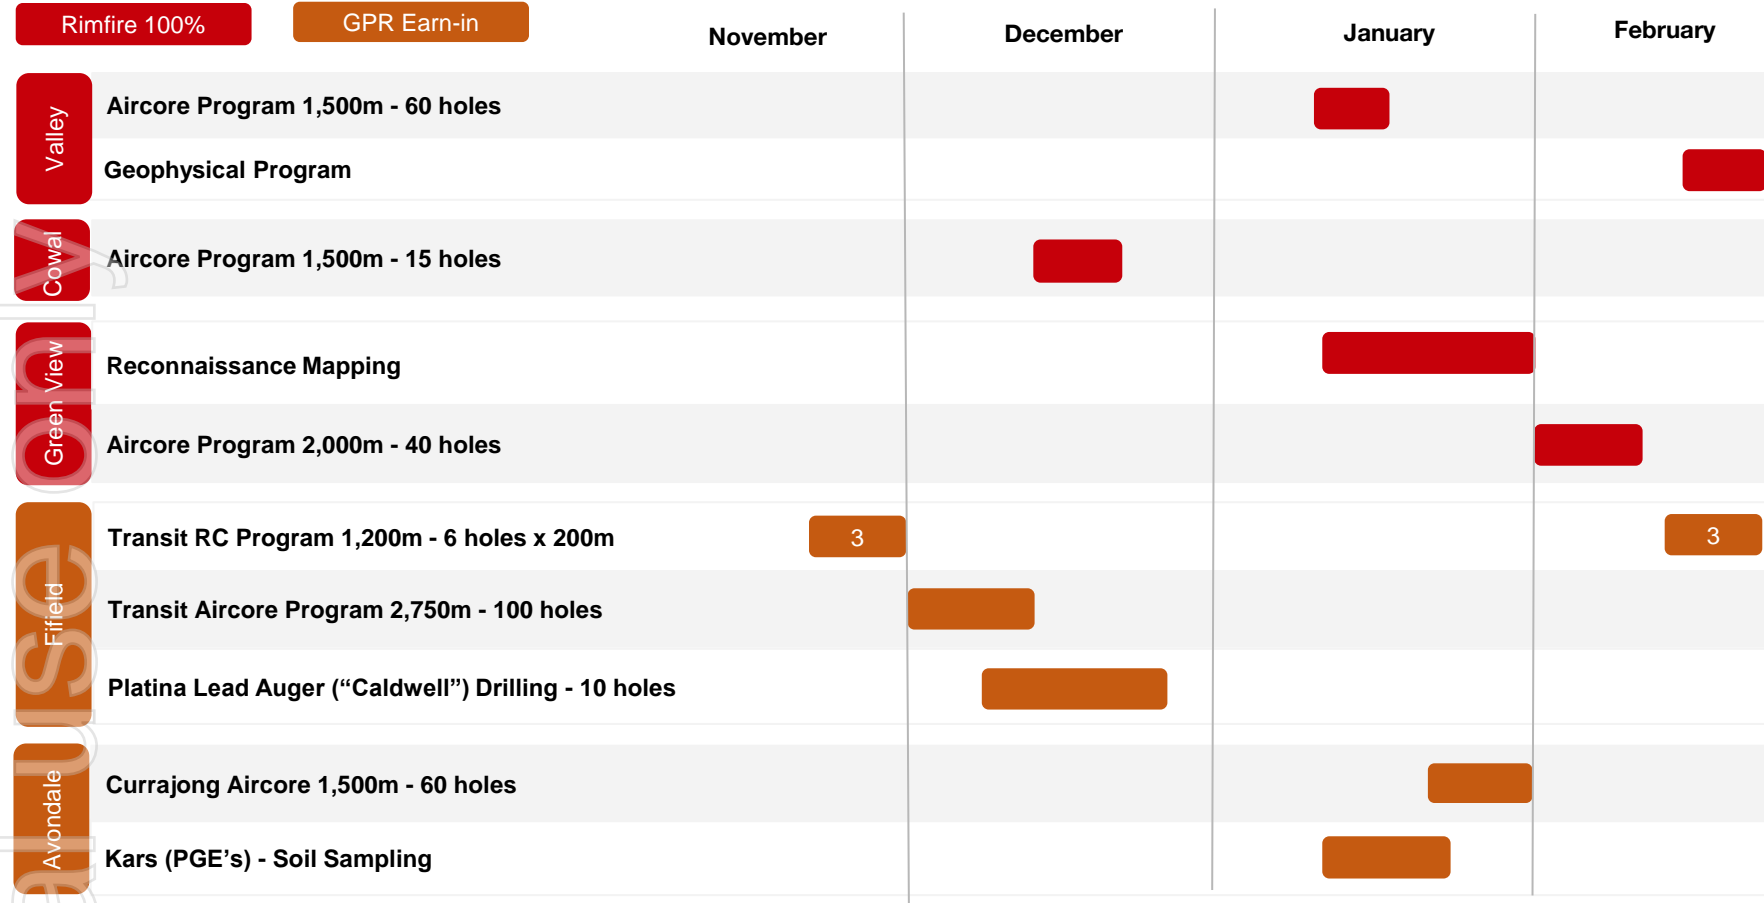 Rimfire 100%
GPR Earn-in
November
December
January
February
Valley
Aircore Program 1,500m - 60 holes
Geophysical Program
Cowal
Aircore Program 1,500m - 15 holes
Green View
Reconnaissance Mapping
Aircore Program 2,000m - 40 holes
Fifield
Transit RC Program 1,200m - 6 holes x 200m
3
3
Transit Aircore Program 2,750m - 100 holes
Platina Lead Auger (“Caldwell”) Drilling - 10 holes
Avondale
Currajong Aircore 1,500m - 60 holes
Kars (PGE’s) - Soil Sampling
al use only